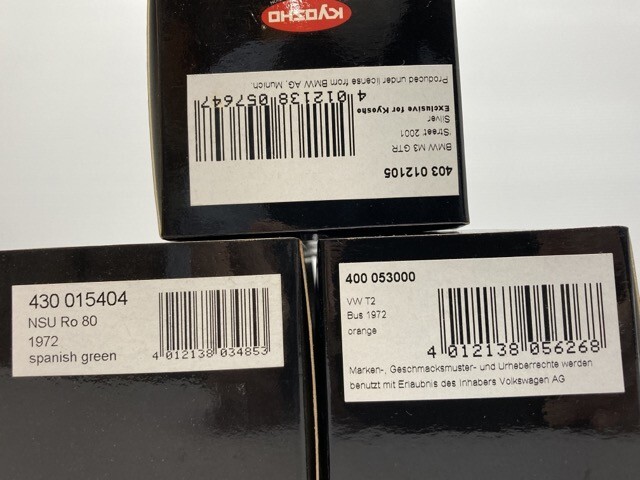 KYOSHO
403 012105
BMW M3 GTR
'Street' 2001
Silver
Exclusive for Kyosho
4 012138 057647
Produced under license from BMW AG, Munich.
430 015404
NSU Ro 80
1972
spanish green
4 012138 034853
400 053000
VW T2
Bus 1972
orange
4 012138 056268
Marken-, Geschmacksmuster- und Urheberrechte werden
benutzt mit Erlaubnis des Inhabers Volkswagen AG